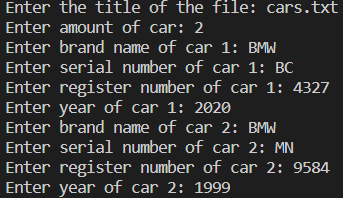 Enter the title of the file: cars.txt
Enter amount of car: 2
Enter brand name of car 1: BMW
Enter serial number of car 1: BC
Enter register number of car 1: 4327
Enter year of car 1: 2020
Enter brand name of car 2: BMW
Enter serial number of car 2: MN
Enter register number of car 2: 9584
Enter year of car 2: 1999